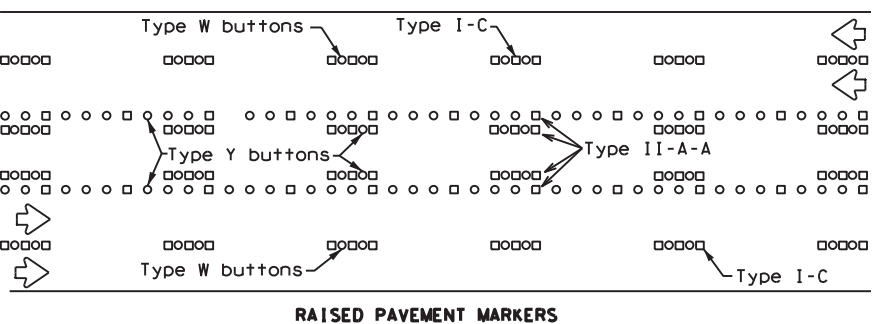 Type W buttons
Type I-C
Type Y buttons
Type II-A-A
Type W buttons
Type I-C
RAISED PAVEMENT MARKERS